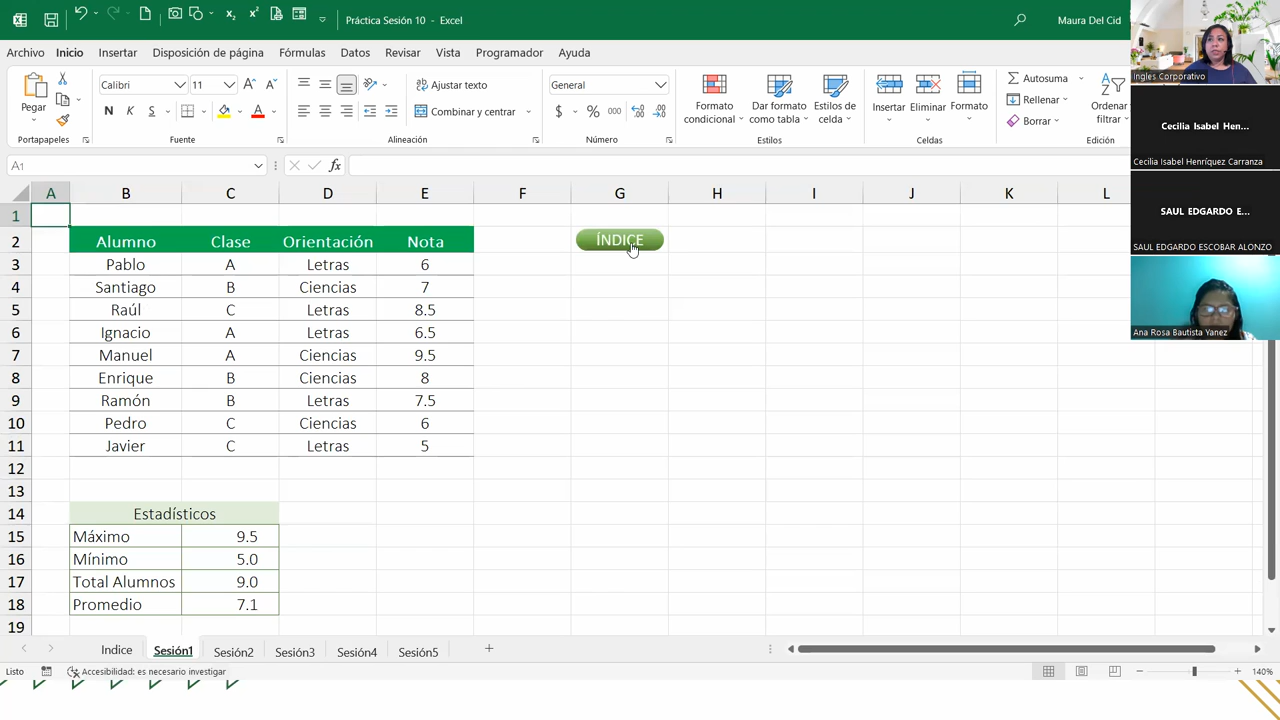 Práctica Sesión 10 - Excel
Maura Del Cid
Archivo Inicio Insertar Disposición de página Fórmulas Datos Revisar Vista Programador Ayuda
Pegar
Calibri 11
N K S
Ajustar texto
Combinar y centrar
General
$ % 000
Formato condicional
Dar formato como tabla
Estilos de celda
Insertar Eliminar Formato
Autosuma
Rellenar
Borrar
Ordenar y filtrar
Portapapeles Fuente Alineación Número Estilos Celdas Edición
Ingles Corporativo
Cecilia Isabel Hen...
Cecilia Isabel Henríquez Carranza
SAUL EDGARDO E...
SAUL EDGARDO ESCOBAR ALONZO
Ana Rosa Bautista Yanez
A1 fx
A B C D E F G H I J K L
1
2 Alumno Clase Orientación Nota ÍNDICE
3 Pablo A Letras 6
4 Santiago B Ciencias 7
5 Raúl C Letras 8.5
6 Ignacio A Letras 6.5
7 Manuel A Ciencias 9.5
8 Enrique B Ciencias 8
9 Ramón B Letras 7.5
10 Pedro C Ciencias 6
11 Javier C Letras 5
12
13
14 Estadísticos
15 Máximo 9.5
16 Mínimo 5.0
17 Total Alumnos 9.0
18 Promedio 7.1
19
Indice Sesión1 Sesión2 Sesión3 Sesión4 Sesión5
Listo Accesibilidad: es necesario investigar 140%